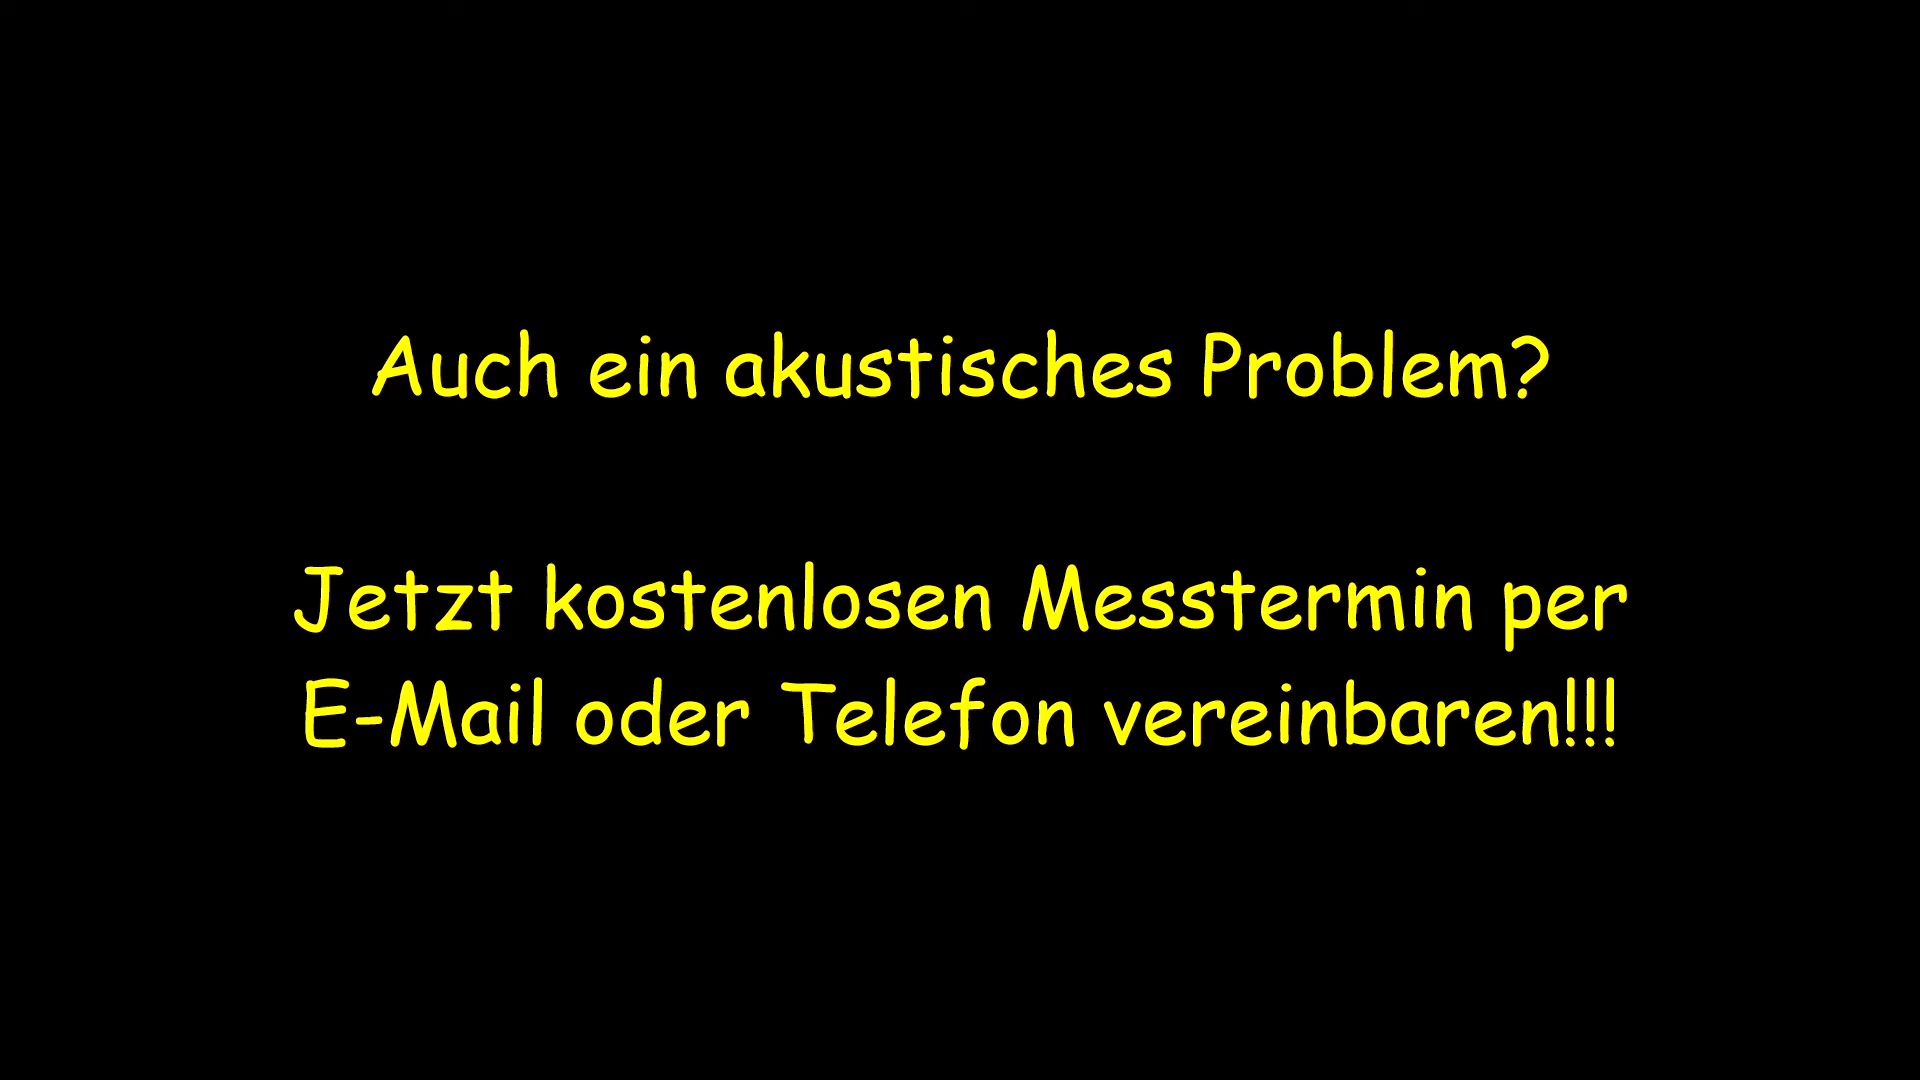 Auch ein akustisches Problem?
Jetzt kostenlosen Messtermin per
E-Mail oder Telefon vereinbaren!!!